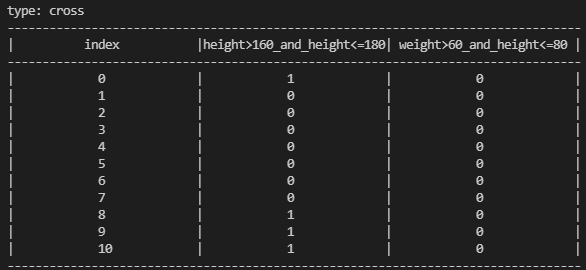 type: cross
------------------------------------------------------------------
|        index         |height>160_and_height<=180| weight>60_and_height<=80 |
------------------------------------------------------------------
|          0           |          1           |          0           |
|          1           |          0           |          0           |
|          2           |          0           |          0           |
|          3           |          0           |          0           |
|          4           |          0           |          0           |
|          5           |          0           |          0           |
|          6           |          0           |          0           |
|          7           |          0           |          0           |
|          8           |          1           |          0           |
|          9           |          1           |          0           |
|          10          |          1           |          0           |
------------------------------------------------------------------